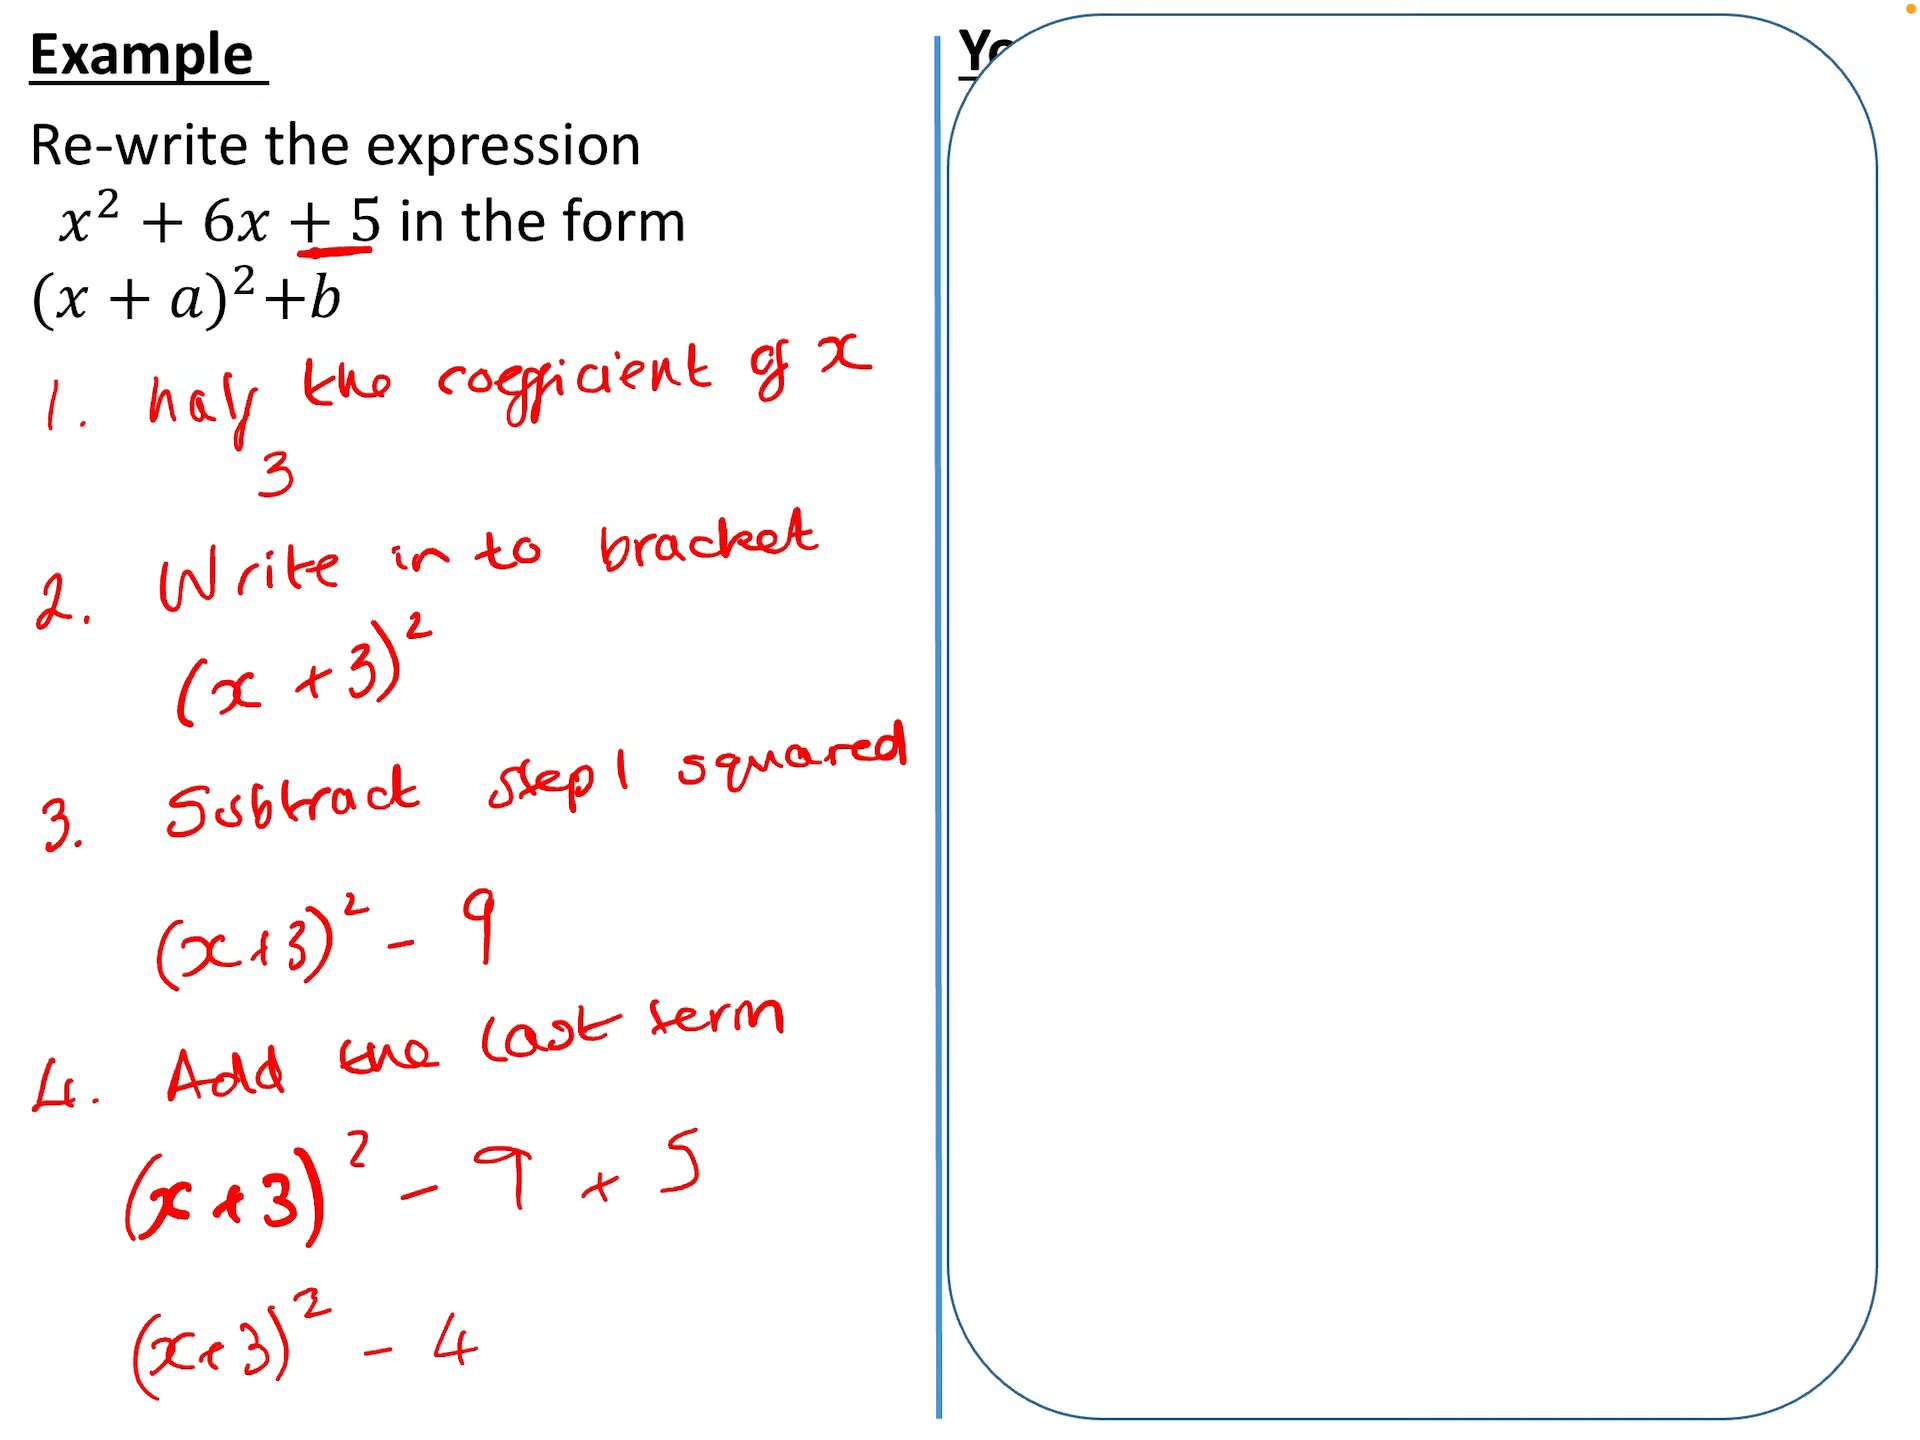 Example
Yo
Re-write the expression
x² + 6x + 5 in the form
(x + a)²+b
1. half the coefficient of x
3
2. Write in to bracket
(x + 3)²
3. Subtract step 1 squared
(x+3)² - 9
4. Add the last term
(x+3)² - 9 + 5
(x+3)² - 4